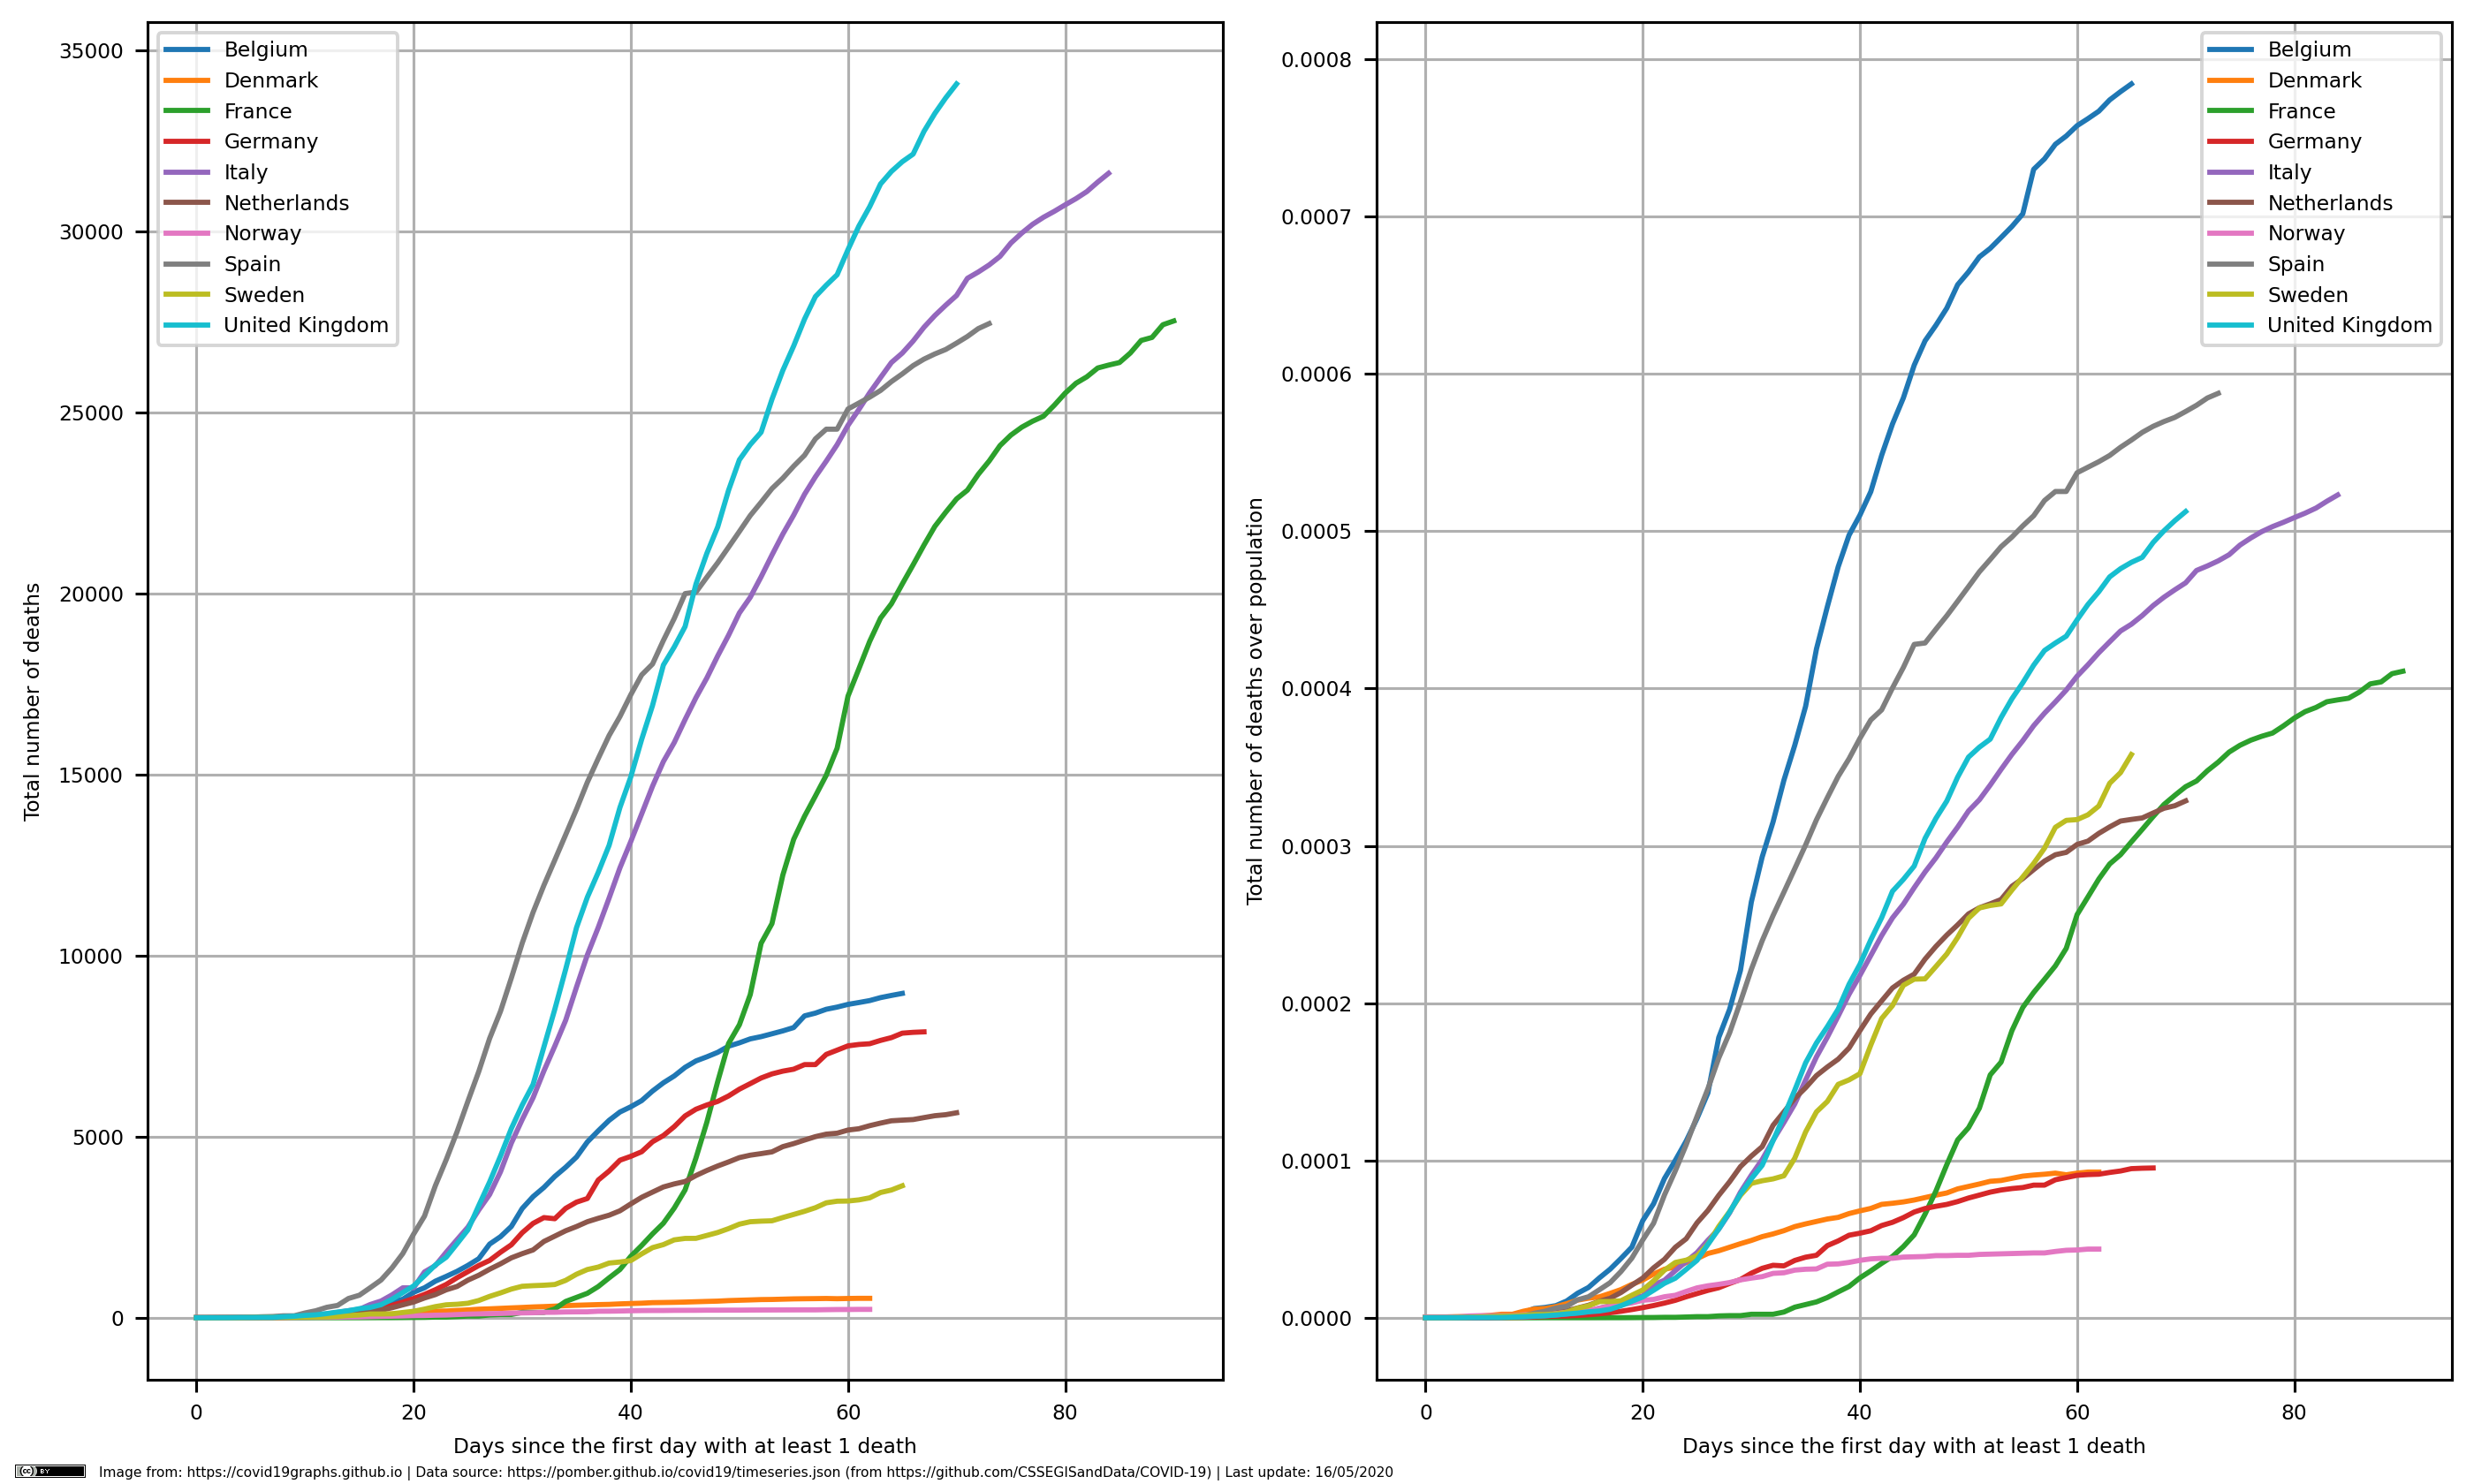 35000
30000
25000
20000
15000
10000
5000
0
Total number of deaths
Belgium
Denmark
France
Germany
Italy
Netherlands
Norway
Spain
Sweden
United Kingdom
0 20 40 60 80
Days since the first day with at least 1 death
0.0008
0.0007
0.0006
0.0005
0.0004
0.0003
0.0002
0.0001
0.0000
Total number of deaths over population
Belgium
Denmark
France
Germany
Italy
Netherlands
Norway
Spain
Sweden
United Kingdom
0 20 40 60 80
Days since the first day with at least 1 death
(cc) BY Image from: https://covid19graphs.github.io | Data source: https://pomber.github.io/covid19/timeseries.json (from https://github.com/CSSEGISandData/COVID-19) | Last update: 16/05/2020